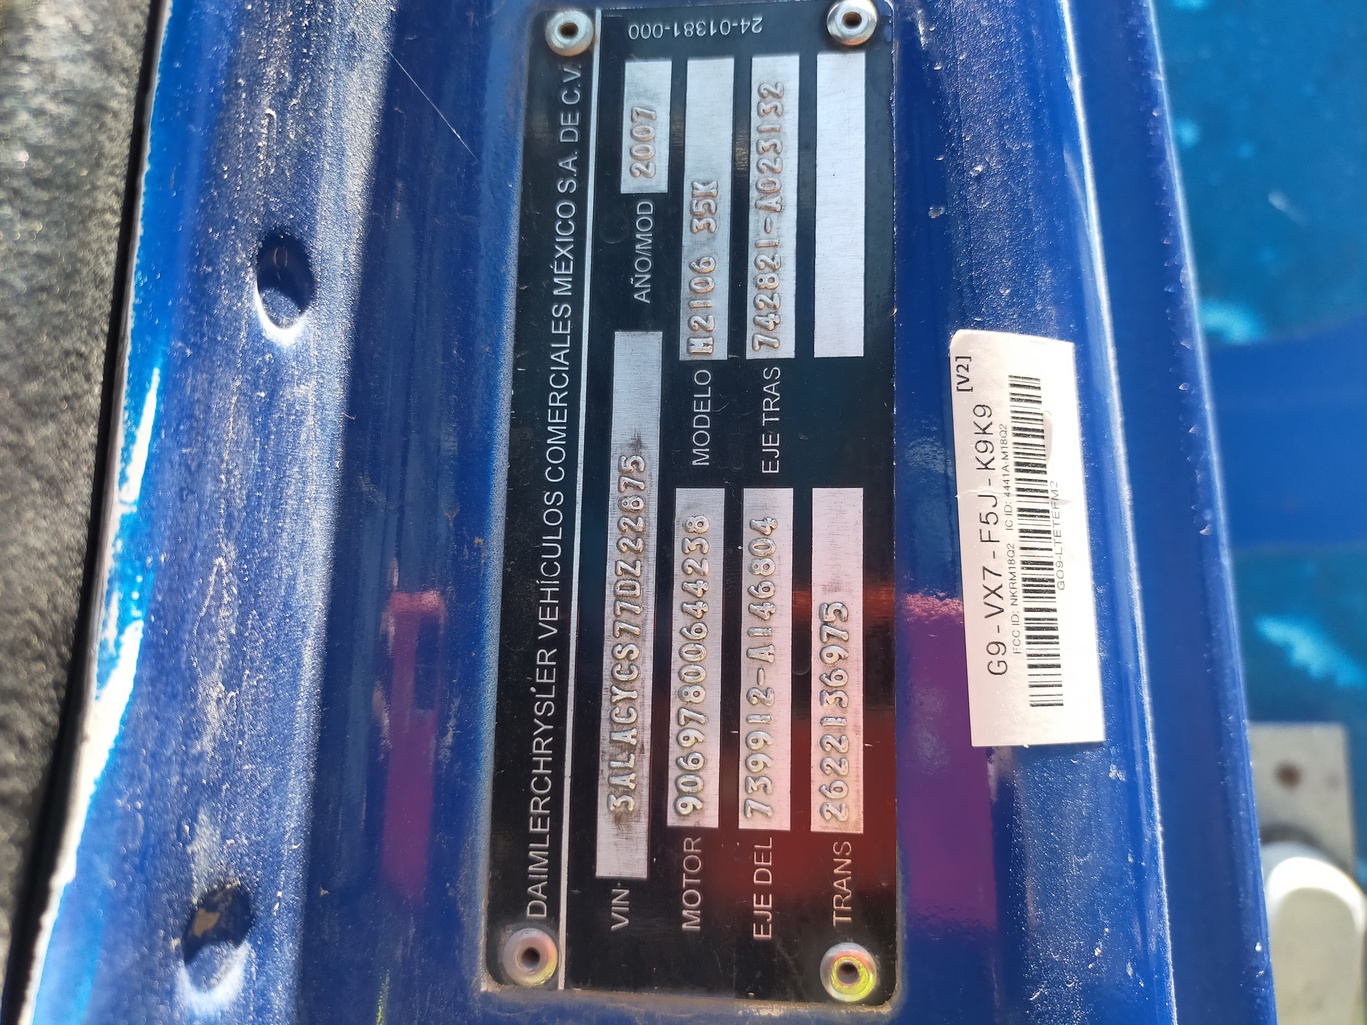 24-01381-000
DAIMLERCHRYSLER VEHÍCULOS COMERCIALES MÉXICO S.A. DE C.V.
VIN 3ALACYCS77DZ22875 AÑO/MOD 2007
MOTOR 90697800644238 MODELO M2106 35K
EJE DEL 739912-A146804 EJE TRAS 742821-A023132
TRANS 2622136975
G9-VX7-F5J-K9K9 [V2]
FCC ID: NKRM18Q2 IC ID: 4441A-M18Q2
GO9-LTETEFM2